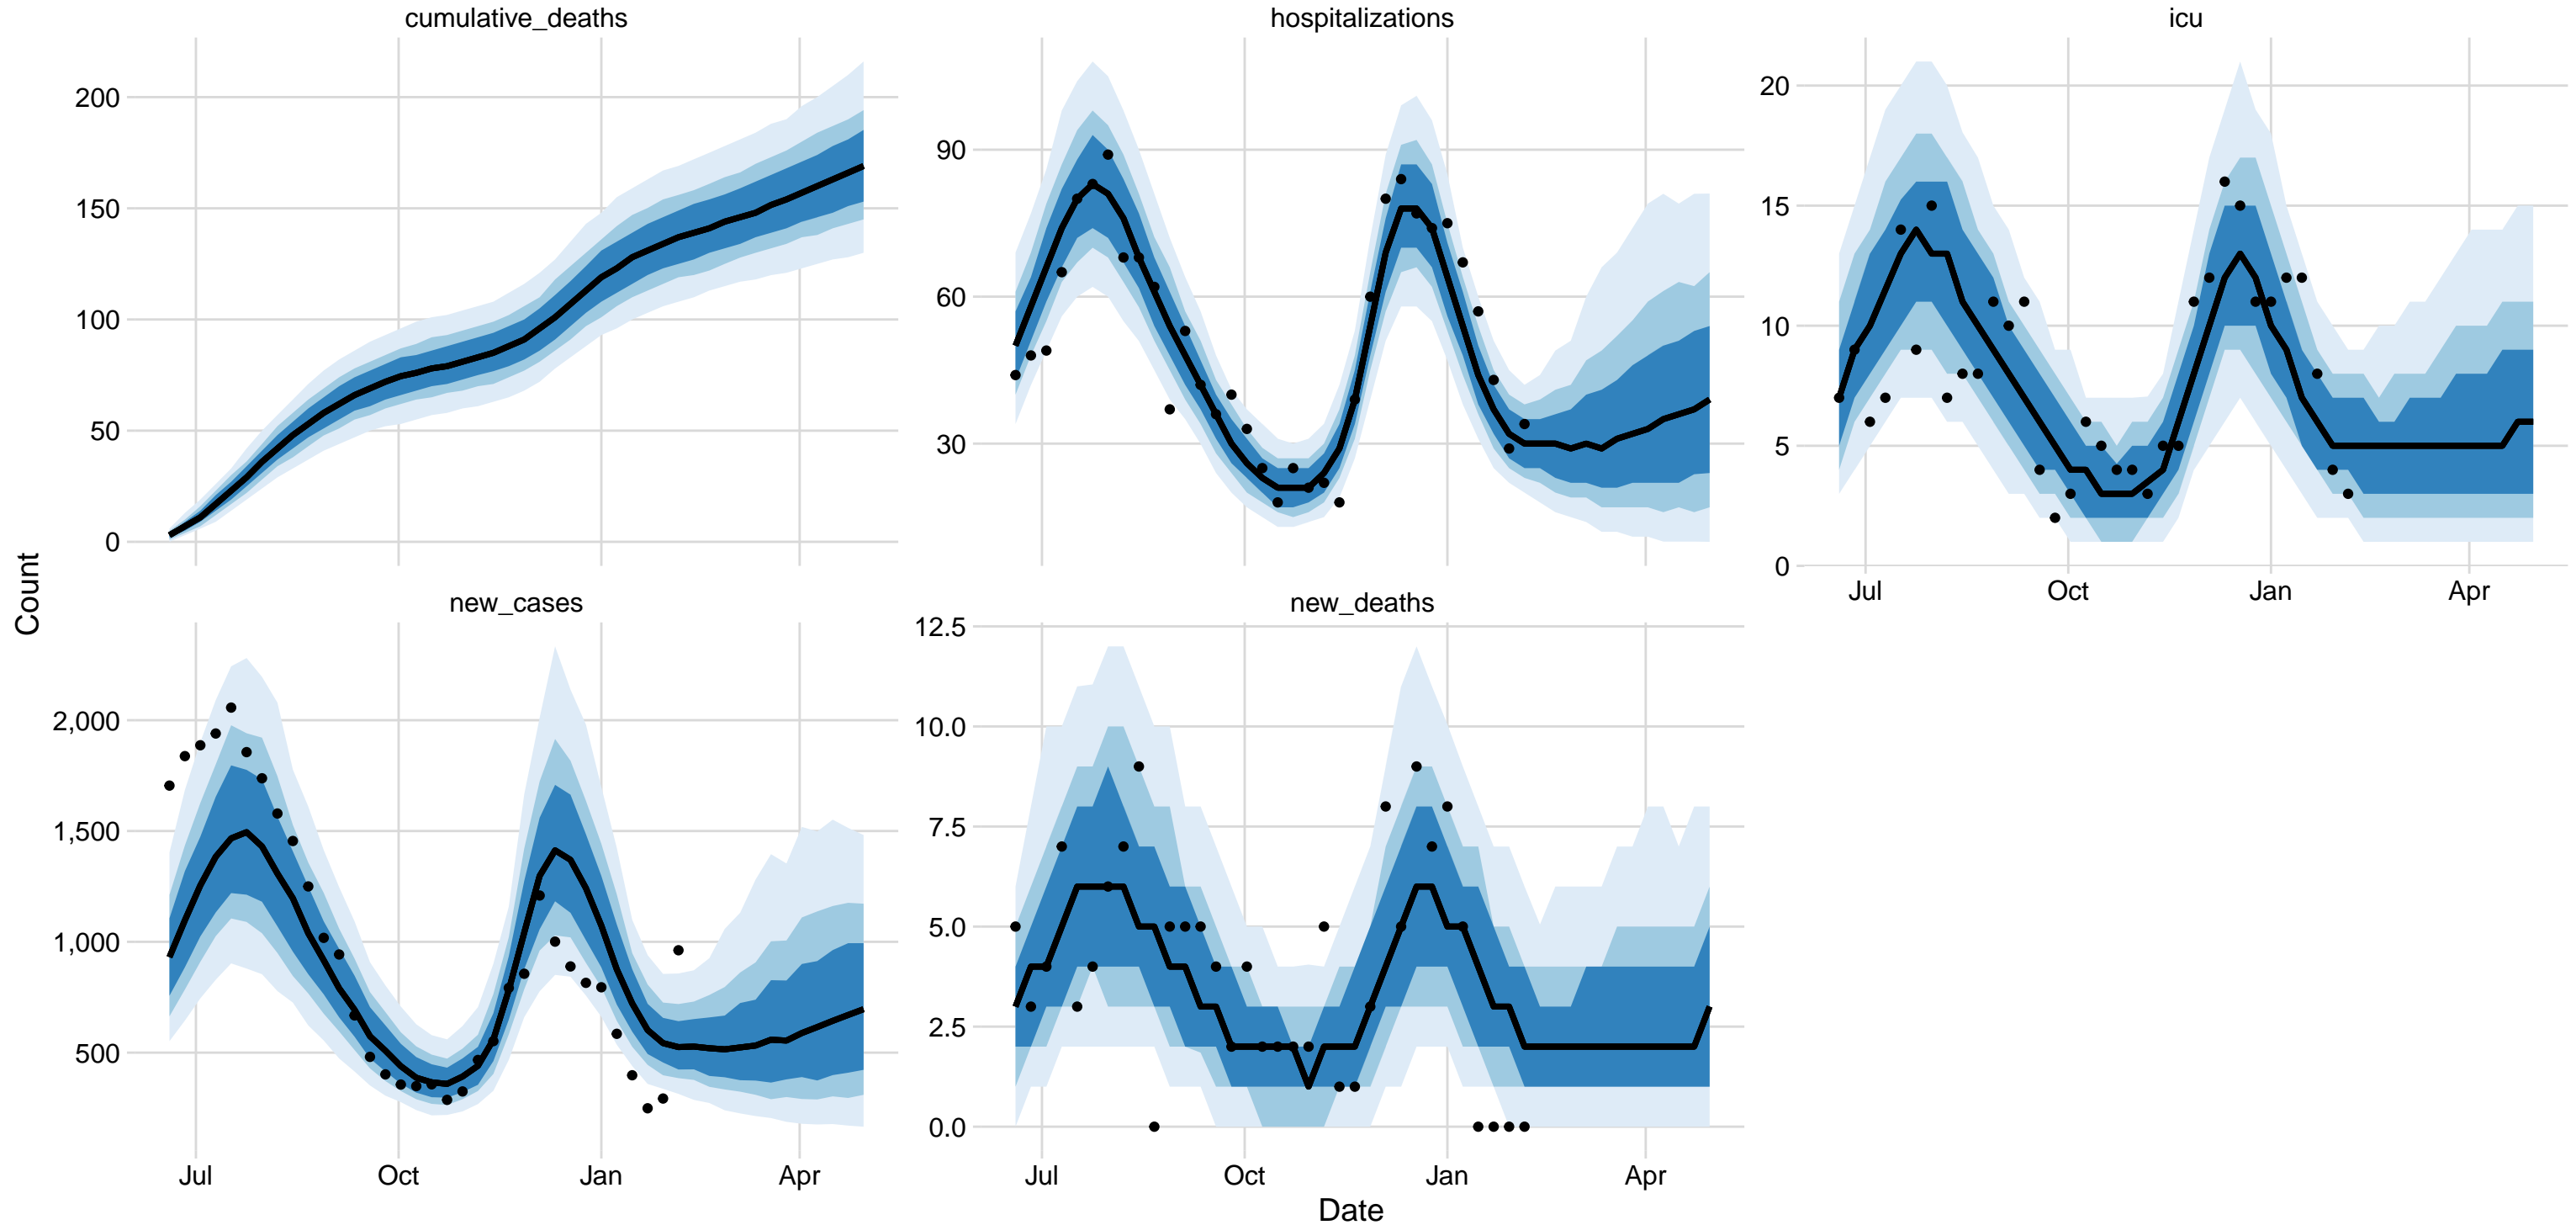 cumulative_deaths
hospitalizations
icu
200
150
100
50
0
90
60
30
20
15
10
5
0
Jul Oct Jan Apr
Count
new_cases
new_deaths
2,000
1,500
1,000
500
Jul Oct Jan Apr
12.5
10.0
7.5
5.0
2.5
0.0
Jul Oct Jan Apr
Date